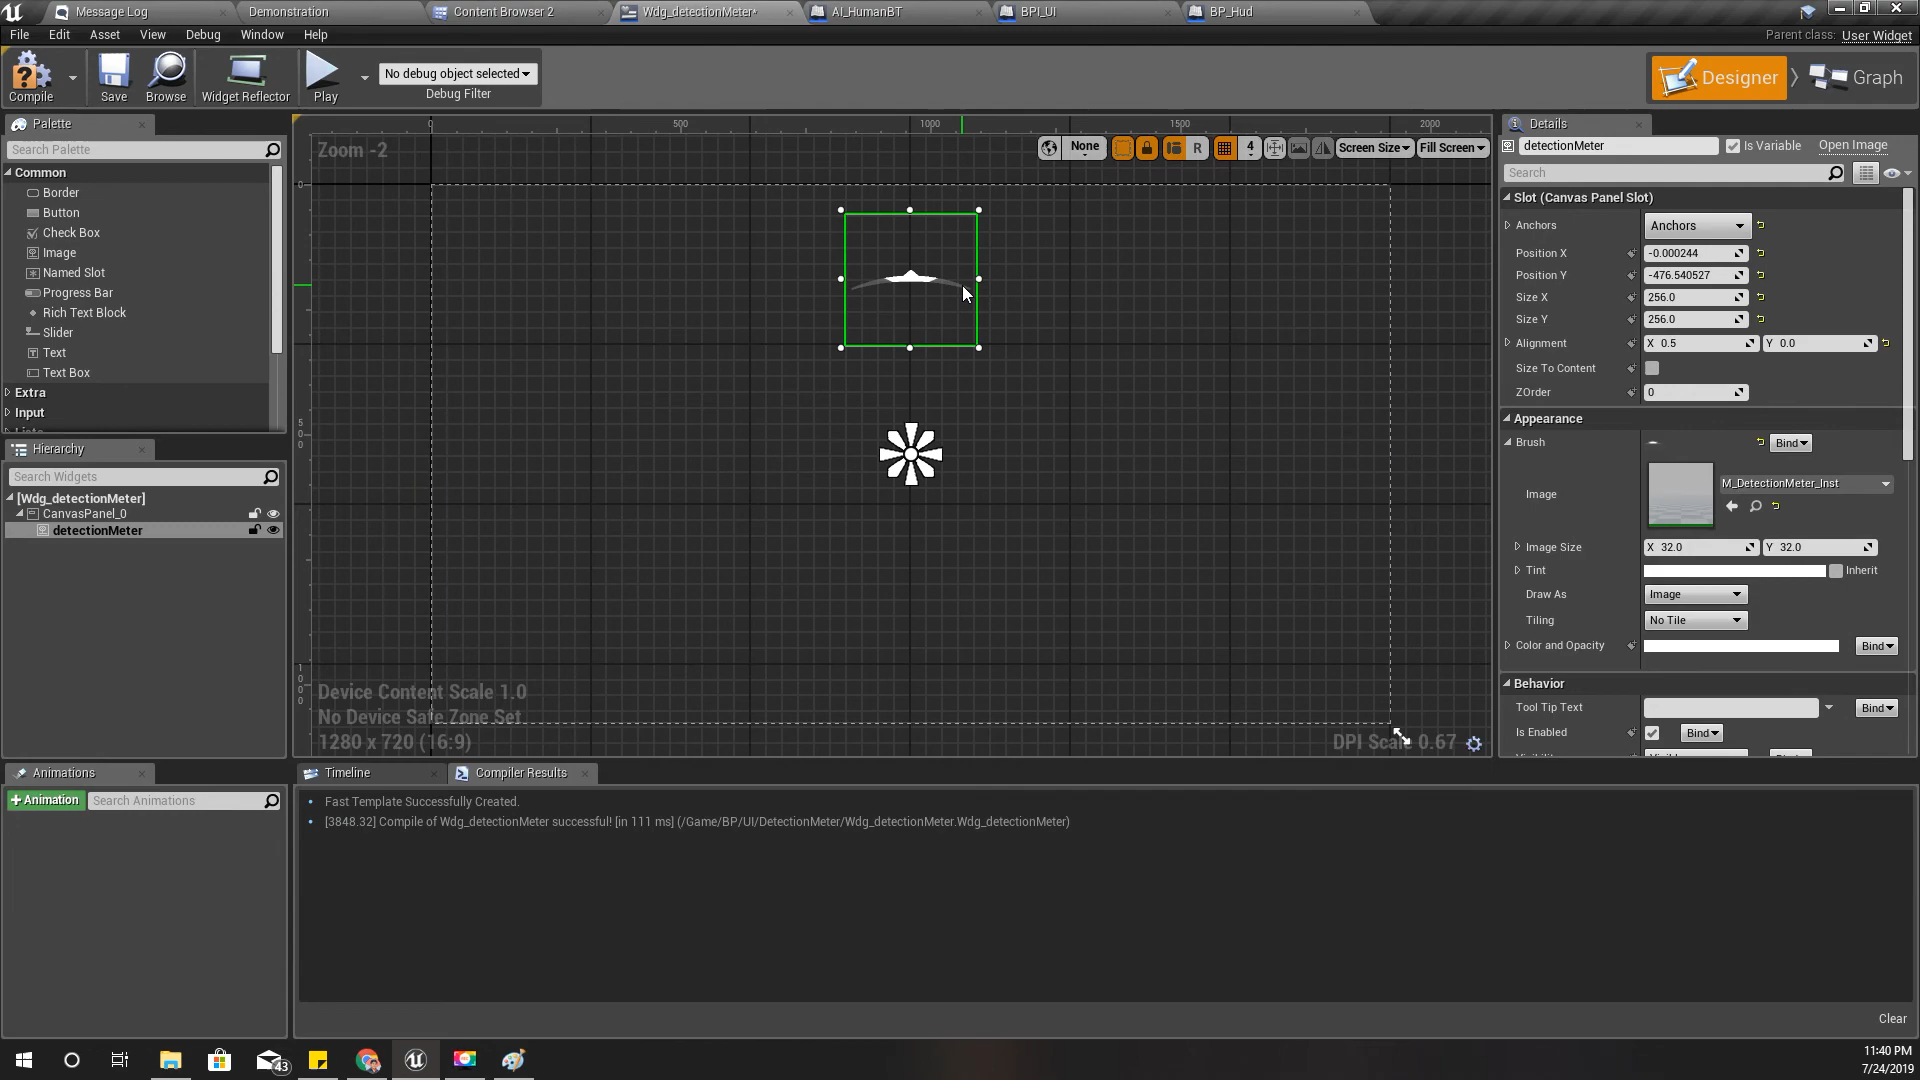 Message Log
Demonstration
Content Browser 2
Wdg_detectionMeter*
AI_HumanBT
BPI_UI
BP_Hud
File Edit Asset View Debug Window Help
Parent class: User Widget
Compile
Save
Browse
Widget Reflector
Play
No debug object selected
Debug Filter
Designer
Graph
Palette
Search Palette
Common
Border
Button
Check Box
Image
Named Slot
Progress Bar
Rich Text Block
Slider
Text
Text Box
Extra
Input
Hierarchy
Search Widgets
[Wdg_detectionMeter]
CanvasPanel_0
detectionMeter
Animations
+Animation
Search Animations
0 500 1000 1500 2000
Zoom -2
None
R
4
Screen Size
Fill Screen
0
500
1000
Device Content Scale 1.0
No Device Safe Zone Set
1280 x 720 (16:9)
DPI Scale 0.67
Details
detectionMeter
Is Variable
Open Image
Search
Slot (Canvas Panel Slot)
Anchors Anchors
Position X -0.000244
Position Y -476.540527
Size X 256.0
Size Y 256.0
Alignment X 0.5 Y 0.0
Size To Content
ZOrder 0
Appearance
Brush Bind
Image M_DetectionMeter_Inst
Image Size X 32.0 Y 32.0
Tint Inherit
Draw As Image
Tiling No Tile
Color and Opacity Bind
Behavior
Tool Tip Text Bind
Is Enabled Bind
Timeline
Compiler Results
Fast Template Successfully Created.
[3848.32] Compile of Wdg_detectionMeter successful! [in 111 ms] (/Game/BP/UI/DetectionMeter/Wdg_detectionMeter.Wdg_detectionMeter)
Clear
43
11:40 PM
7/24/2019